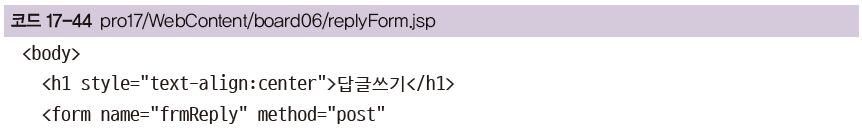 코드 17-44 pro17/WebContent/board06/replyForm.jsp
<body>
<h1 style="text-align:center">답글쓰기</h1>
<form name="frmReply" method="post"